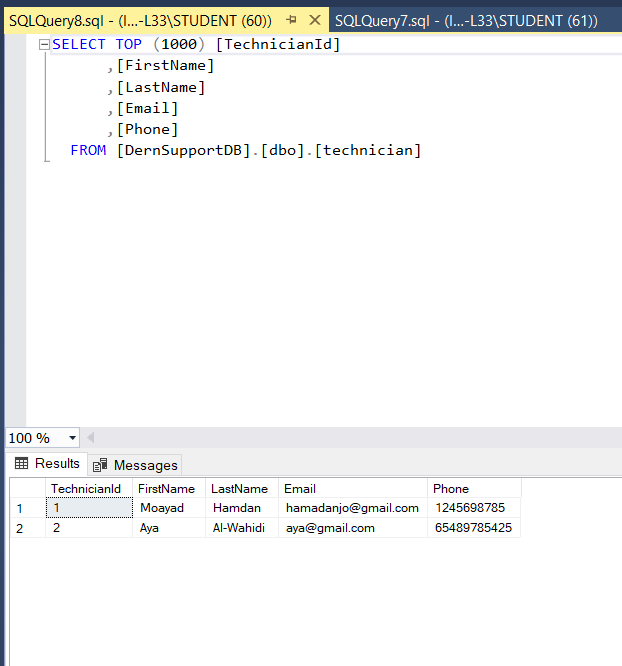 SQLQuery8.sql - (l...-L33\STUDENT (60)) SQLQuery7.sql - (l...-L33\STUDENT (61))
SELECT TOP (1000) [TechnicianId]
,[FirstName]
,[LastName]
,[Email]
,[Phone]
FROM [DernSupportDB].[dbo].[technician]
100 %
Results Messages
TechnicianId FirstName LastName Email Phone
1 1 Moayad Hamdan hamadanjo@gmail.com 1245698785
2 2 Aya Al-Wahidi aya@gmail.com 65489785425